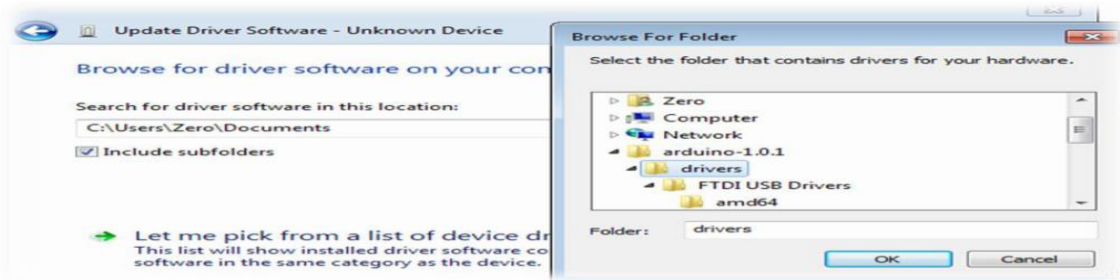 Update Driver Software - Unknown Device
Browse for driver software on your con
Search for driver software in this location:
C:\Users\Zero\Documents
Include subfolders
Let me pick from a list of device dr
This list will show installed driver software co
software in the same category as the device.
Browse For Folder
Select the folder that contains drivers for your hardware.
Zero
Computer
Network
arduino-1.0.1
drivers
FTDI USB Drivers
amd64
Folder: drivers
OK Cancel